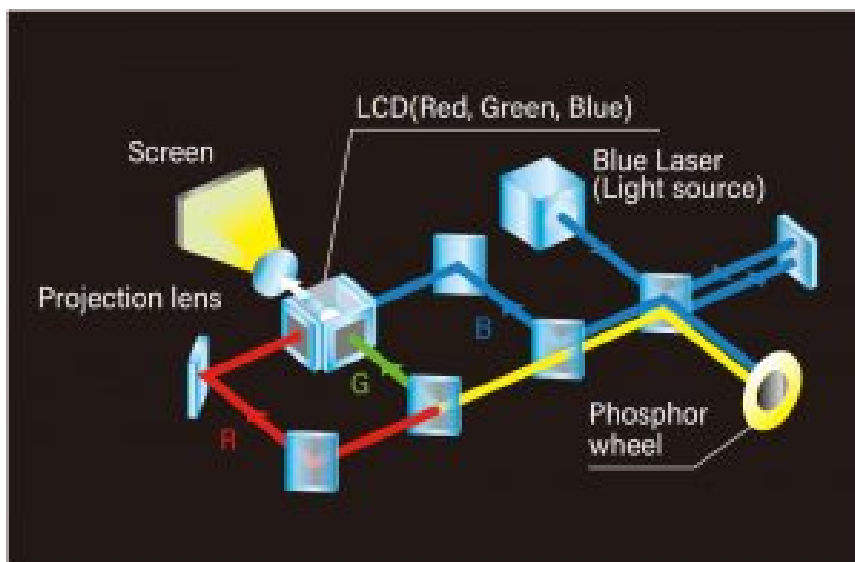 LCD(Red, Green, Blue)
Screen
Blue Laser
(Light source)
Projection lens
B
G
R
Phosphor
wheel